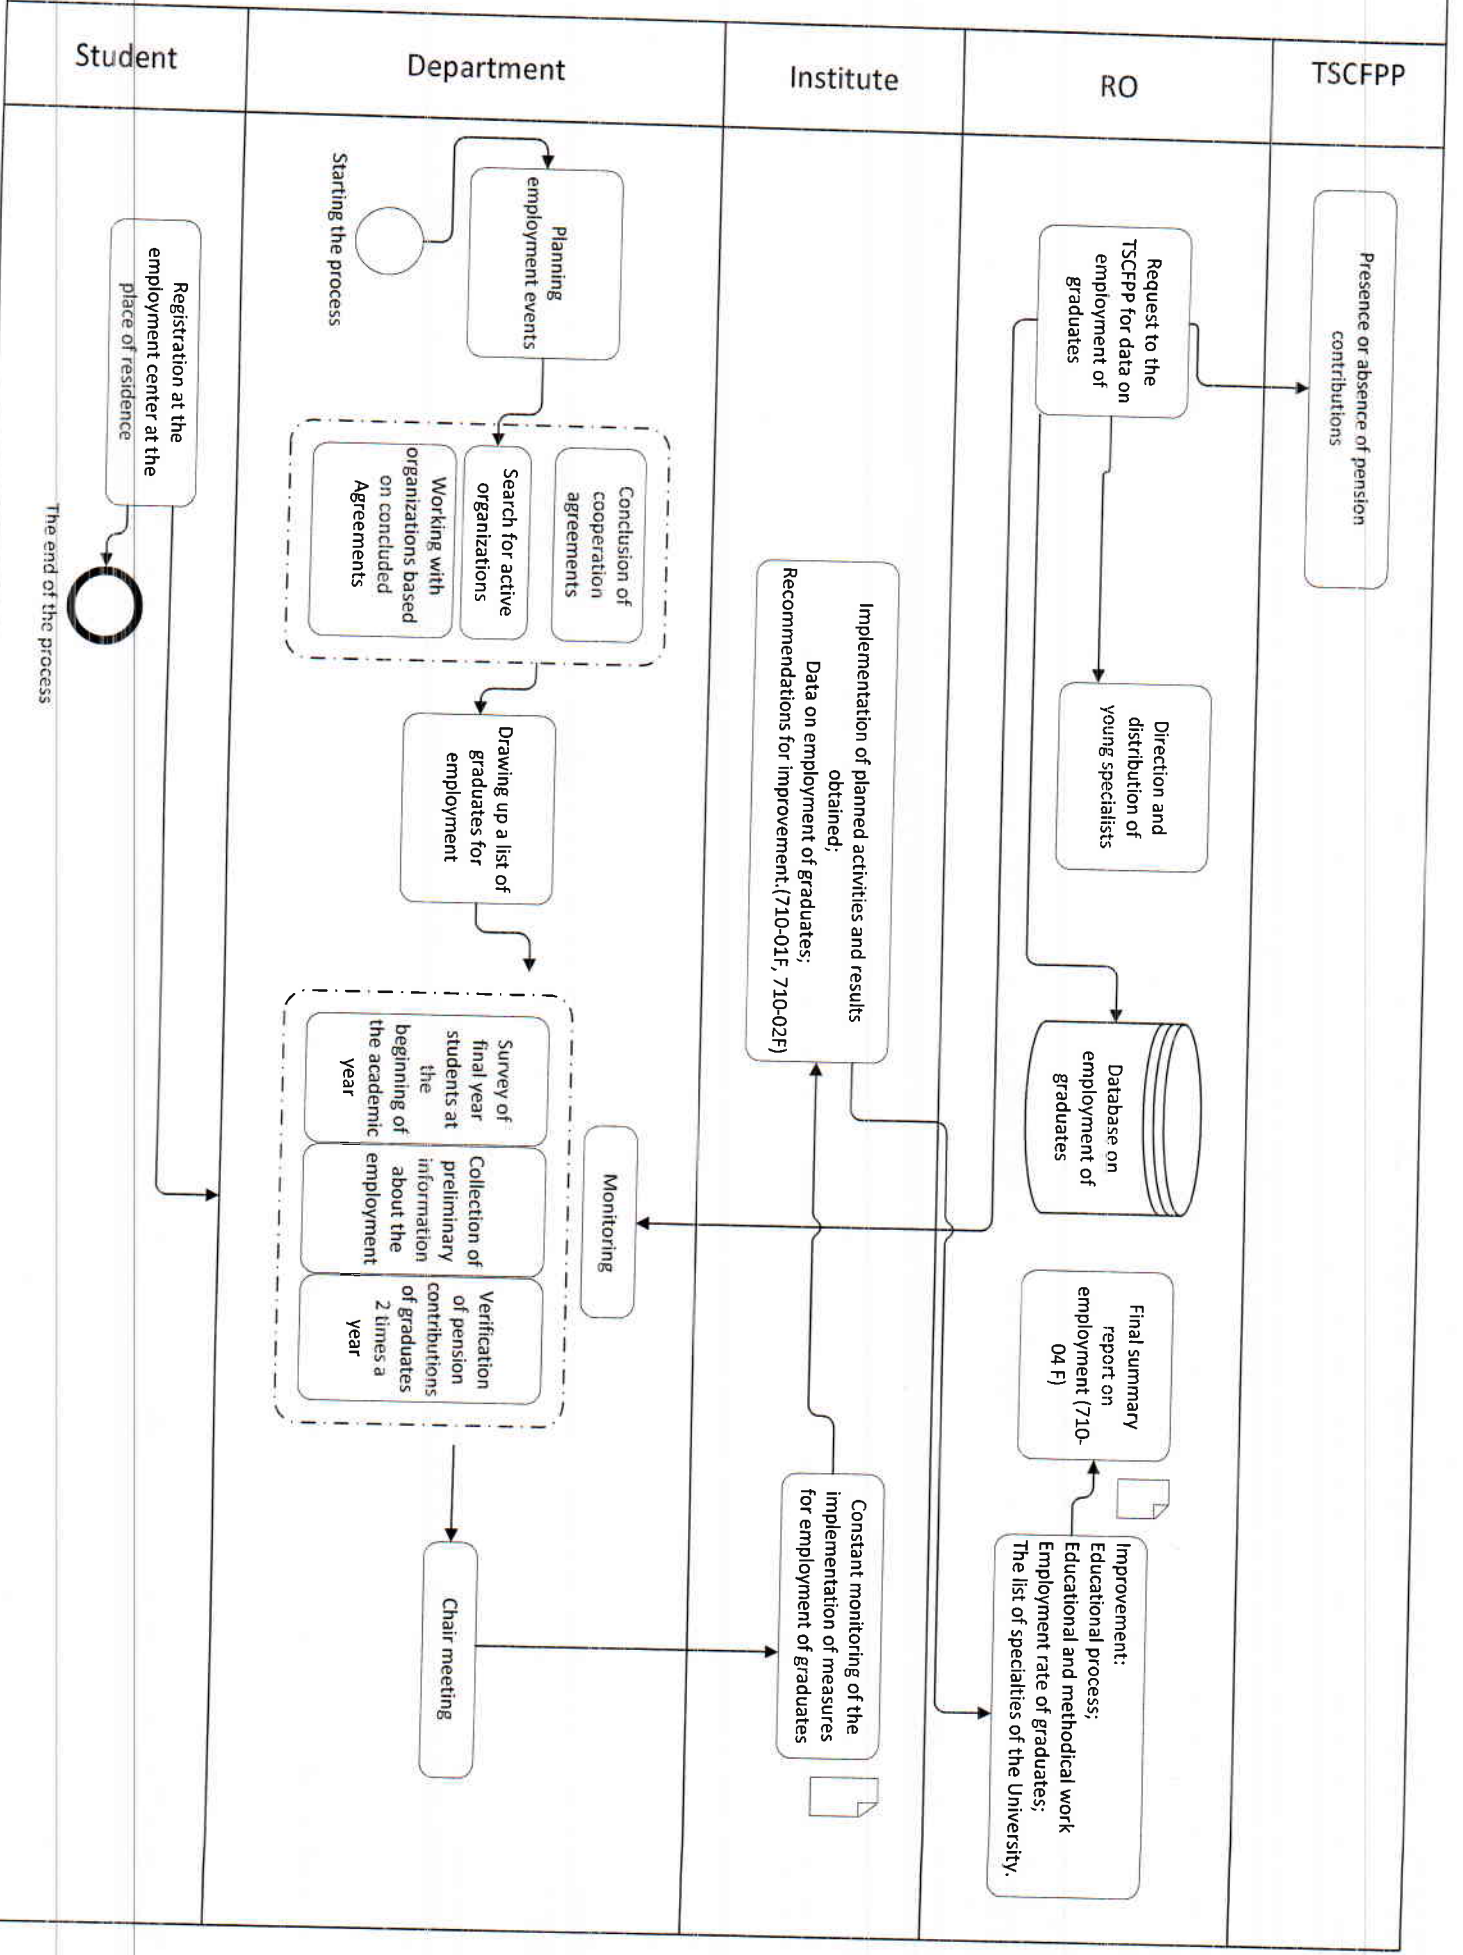 TSCFPP
Presence or absence of pension
contributions
RO
Request to the
TSCFPP for data on
employment of
graduates
Direction and
distribution of
young specialists
Database on
employment of
graduates
Final summary
report on
employment (710-
04 F)
Improvement:
Educational process;
Educational and methodical work
Employment rate of graduates;
The list of specialties of the University.
Institute
Implementation of planned activities and results
obtained;
Data on employment of graduates;
Recommendations for improvement.(710-01F, 710-02F)
Constant monitoring of the
implementation of measures
for employment of graduates
Department
Starting the process
Planning
employment events
Conclusion of
cooperation
agreements
Search for active
organizations
Working with
organizations based
on concluded
Agreements
Drawing up a list of
graduates for
employment
Monitoring
Survey of
final year
students at
the
beginning of
the academic
year
Collection of
preliminary
information
about the
employment
Verification
of pension
contributions
of graduates
2 times a
year
Chair meeting
Student
Registration at the
employment center at the
place of residence
The end of the process